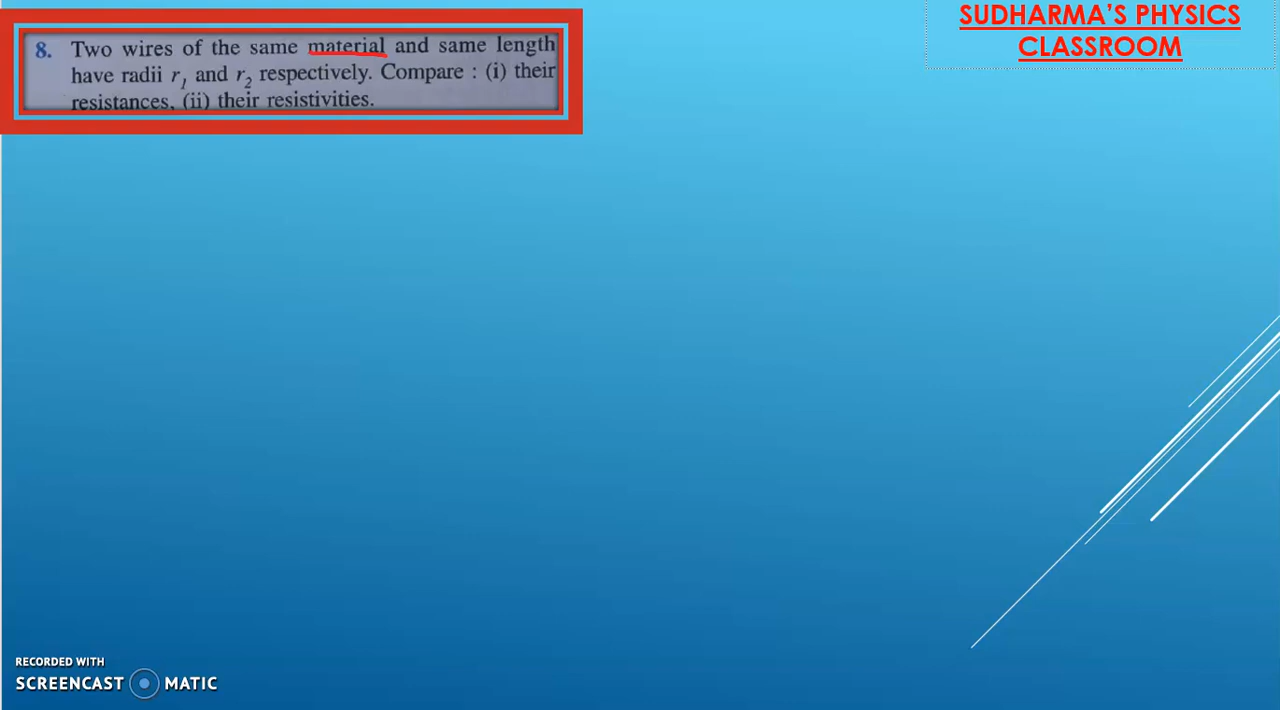 SUDHARMA'S PHYSICS
CLASSROOM
8. Two wires of the same material and same length
have radii r₁ and r₂ respectively. Compare : (i) their
resistances, (ii) their resistivities.
RECORDED WITH
SCREENCAST MATIC